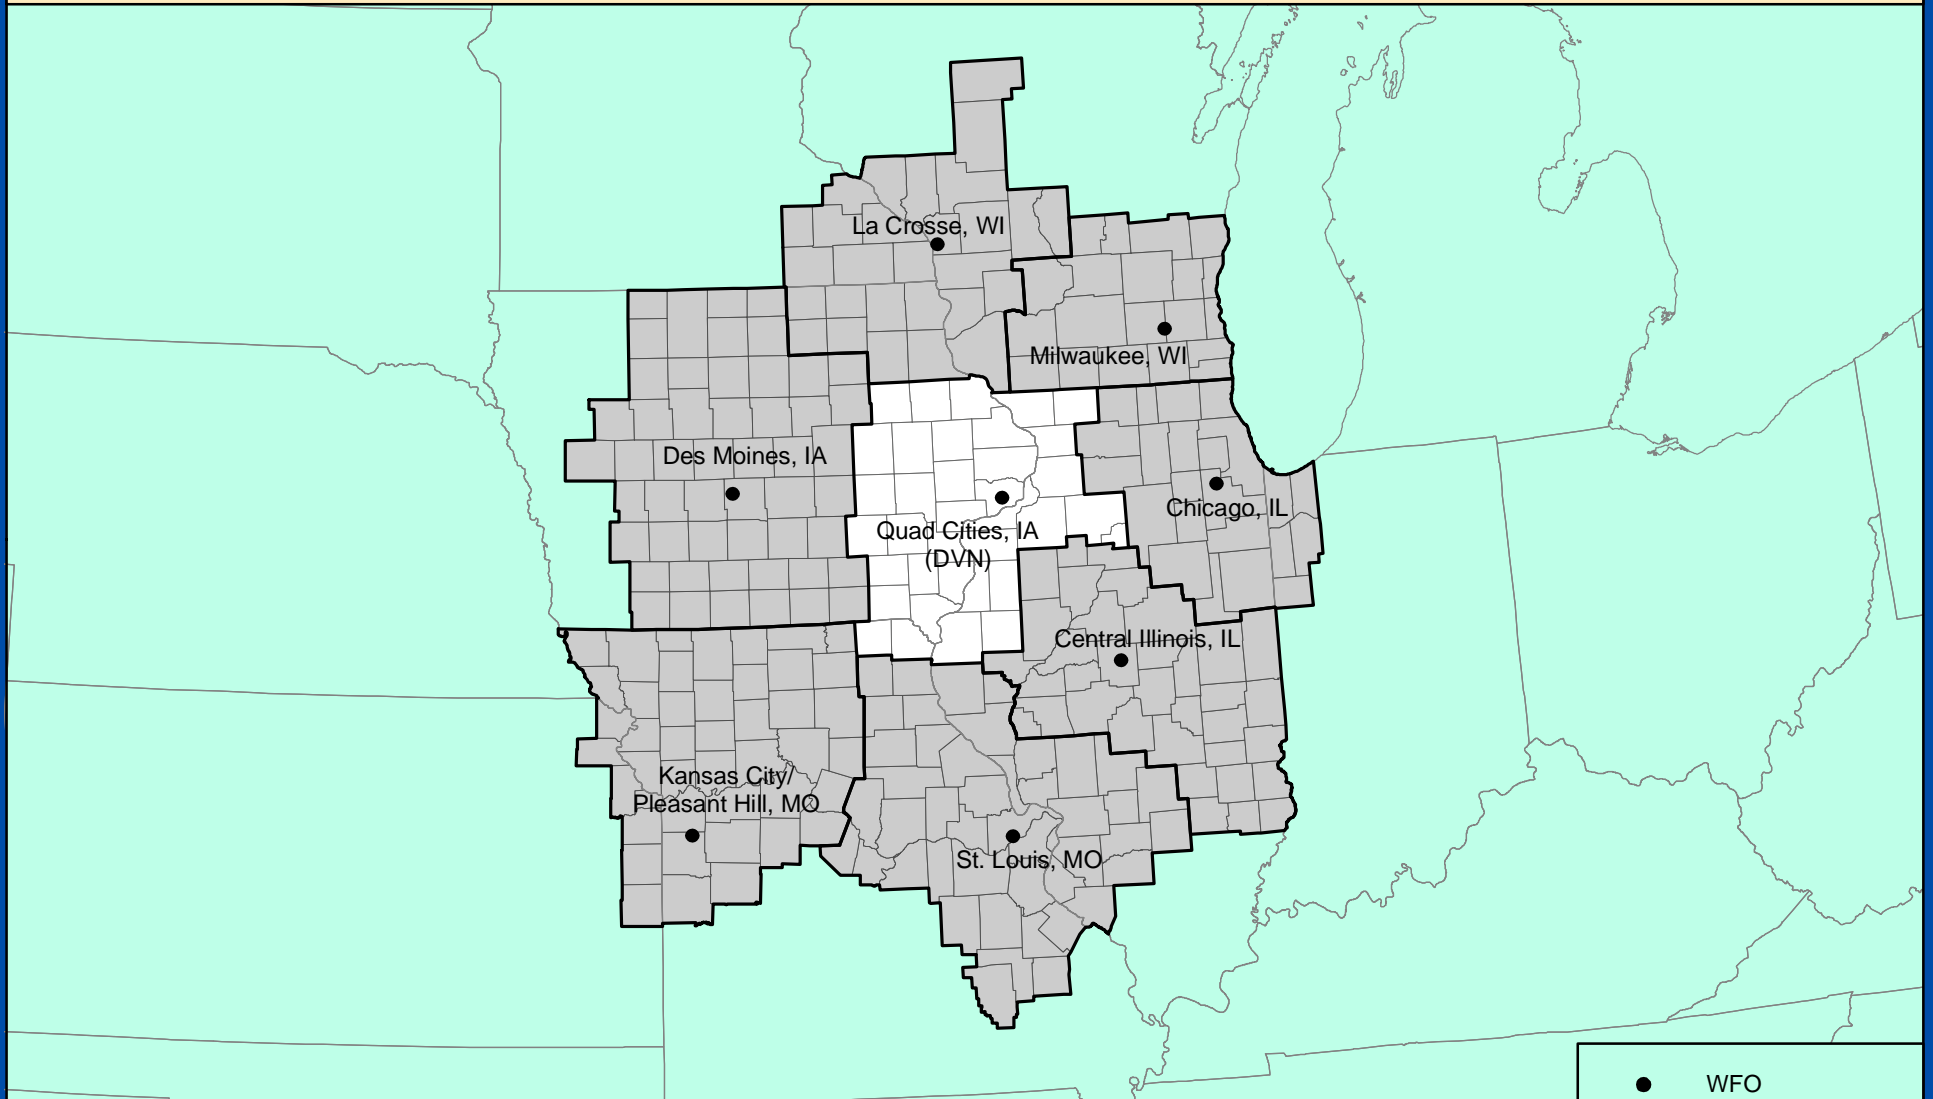 La Crosse, WI
Milwaukee, WI
Des Moines, IA
Chicago, IL
Quad Cities, IA
(DVN)
Central Illinois, IL
Kansas City/
Pleasant Hill, MO
St. Louis, MO
WFO